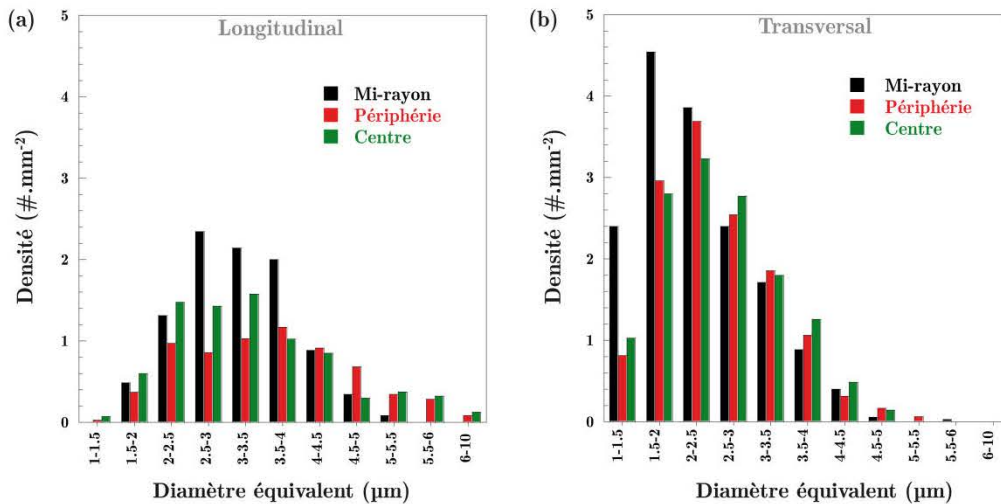 (a)
Longitudinal
Mi-rayon
Périphérie
Centre
Densité (#.mm-2)
5
4
3
2
1
0
1-1.5
1.5-2
2-2.5
2.5-3
3-3.5
3.5-4
4-4.5
4.5-5
5-5.5
5.5-6
6-10
Diamètre équivalent (µm)
(b)
Transversal
Mi-rayon
Périphérie
Centre
Densité (#.mm-2)
5
4
3
2
1
0
1-1.5
1.5-2
2-2.5
2.5-3
3-3.5
3.5-4
4-4.5
4.5-5
5-5.5
5.5-6
6-10
Diamètre équivalent (µm)